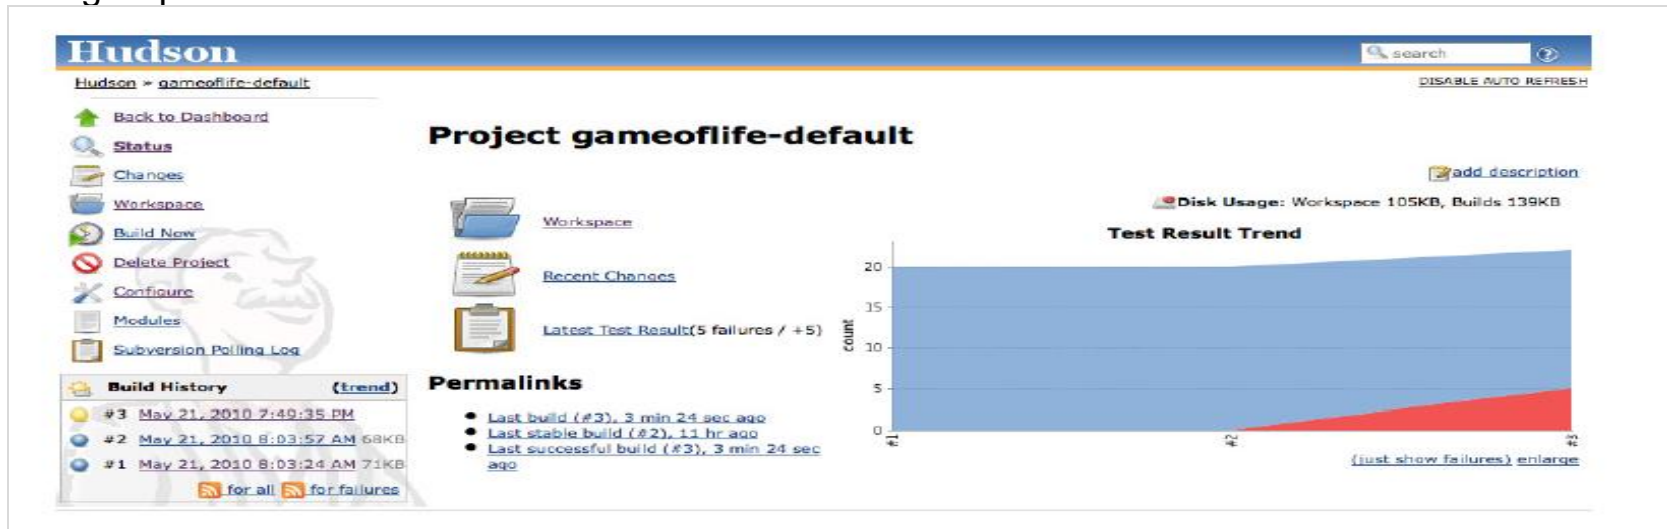 Hudson
search
Hudson » gameoflife-default
DISABLE AUTO REFRESH
Back to Dashboard
Status
Changes
Workspace
Build Now
Delete Project
Configure
Modules
Subversion Polling Log
Build History (trend)
#3 May 21, 2010 7:49:35 PM
#2 May 21, 2010 8:03:57 AM 68KB
#1 May 21, 2010 8:03:24 AM 71KB
for all for failures
Project gameoflife-default
add description
Disk Usage: Workspace 105KB, Builds 139KB
Workspace
Recent Changes
Latest Test Result(5 failures / +5)
Permalinks
Last build (#3), 3 min 24 sec ago
Last stable build (#2), 11 hr ago
Last successful build (#3), 3 min 24 sec
ago
Test Result Trend
20
15
10
5
0
count
#1
#2
#3
(just show failures) enlarge